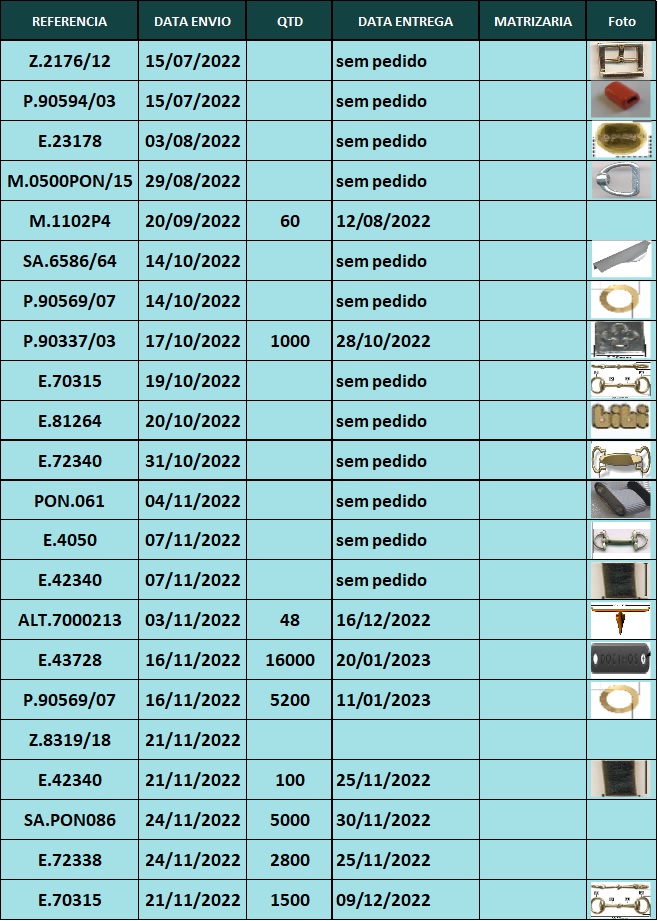 REFERENCIA DATA ENVIO QTD DATA ENTREGA MATRIZARIA Foto
Z.2176/12 15/07/2022 sem pedido
P.90594/03 15/07/2022 sem pedido
E.23178 03/08/2022 sem pedido
M.0500PON/15 29/08/2022 sem pedido
M.1102P4 20/09/2022 60 12/08/2022
SA.6586/64 14/10/2022 sem pedido
P.90569/07 14/10/2022 sem pedido
P.90337/03 17/10/2022 1000 28/10/2022
E.70315 19/10/2022 sem pedido
E.81264 20/10/2022 sem pedido
E.72340 31/10/2022 sem pedido
PON.061 04/11/2022 sem pedido
E.4050 07/11/2022 sem pedido
E.42340 07/11/2022 sem pedido
ALT.7000213 03/11/2022 48 16/12/2022
E.43728 16/11/2022 16000 20/01/2023
P.90569/07 16/11/2022 5200 11/01/2023
Z.8319/18 21/11/2022
E.42340 21/11/2022 100 25/11/2022
SA.PON086 24/11/2022 5000 30/11/2022
E.72338 24/11/2022 2800 25/11/2022
E.70315 21/11/2022 1500 09/12/2022